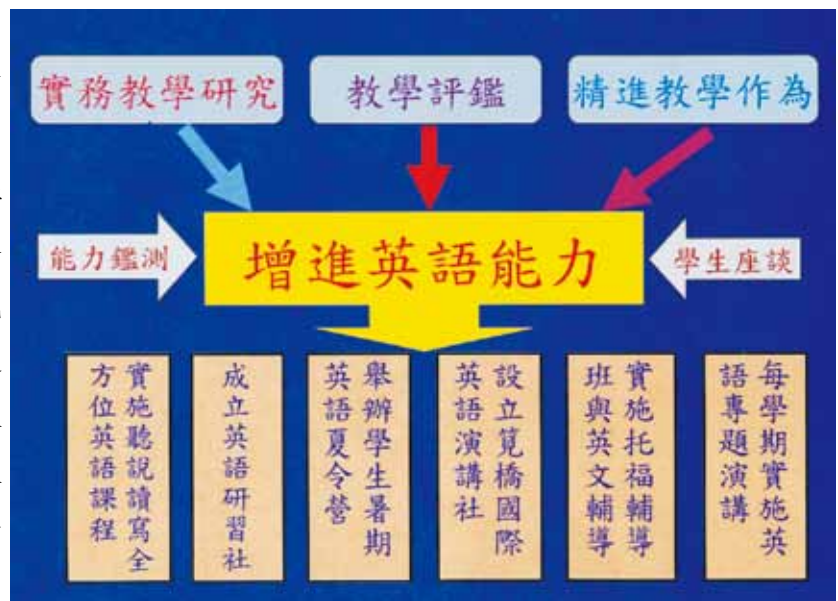 實務教學研究
教學評鑑
精進教學作為
能力鑑測
增進英語能力
學生座談
實施聽說讀寫全
方位英語課程
成立英語研習社
舉辦學生暑期
英語夏令營
設立筧橋國際
英語演講社
實施托福輔導
班與英文輔導
每學期實施英
語專題演講